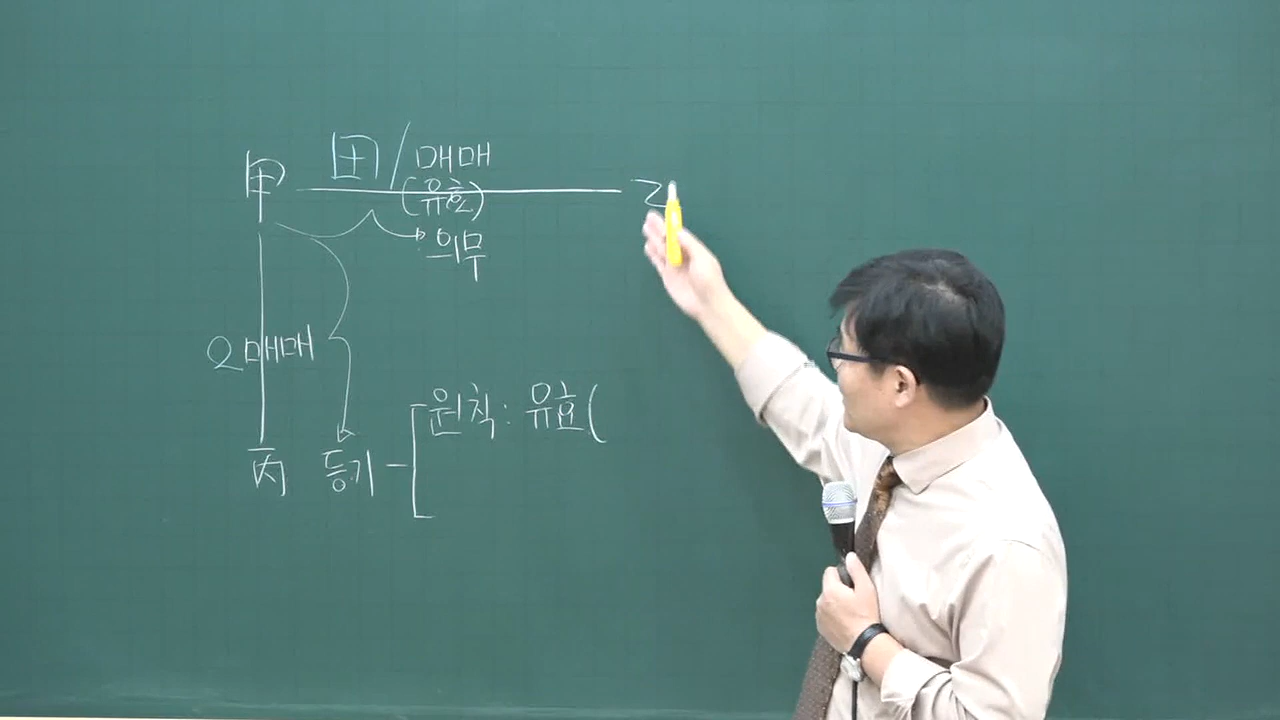 甲 田/매매 乙
(유효)
의무
② 매매
원칙: 유효(
丙 등기